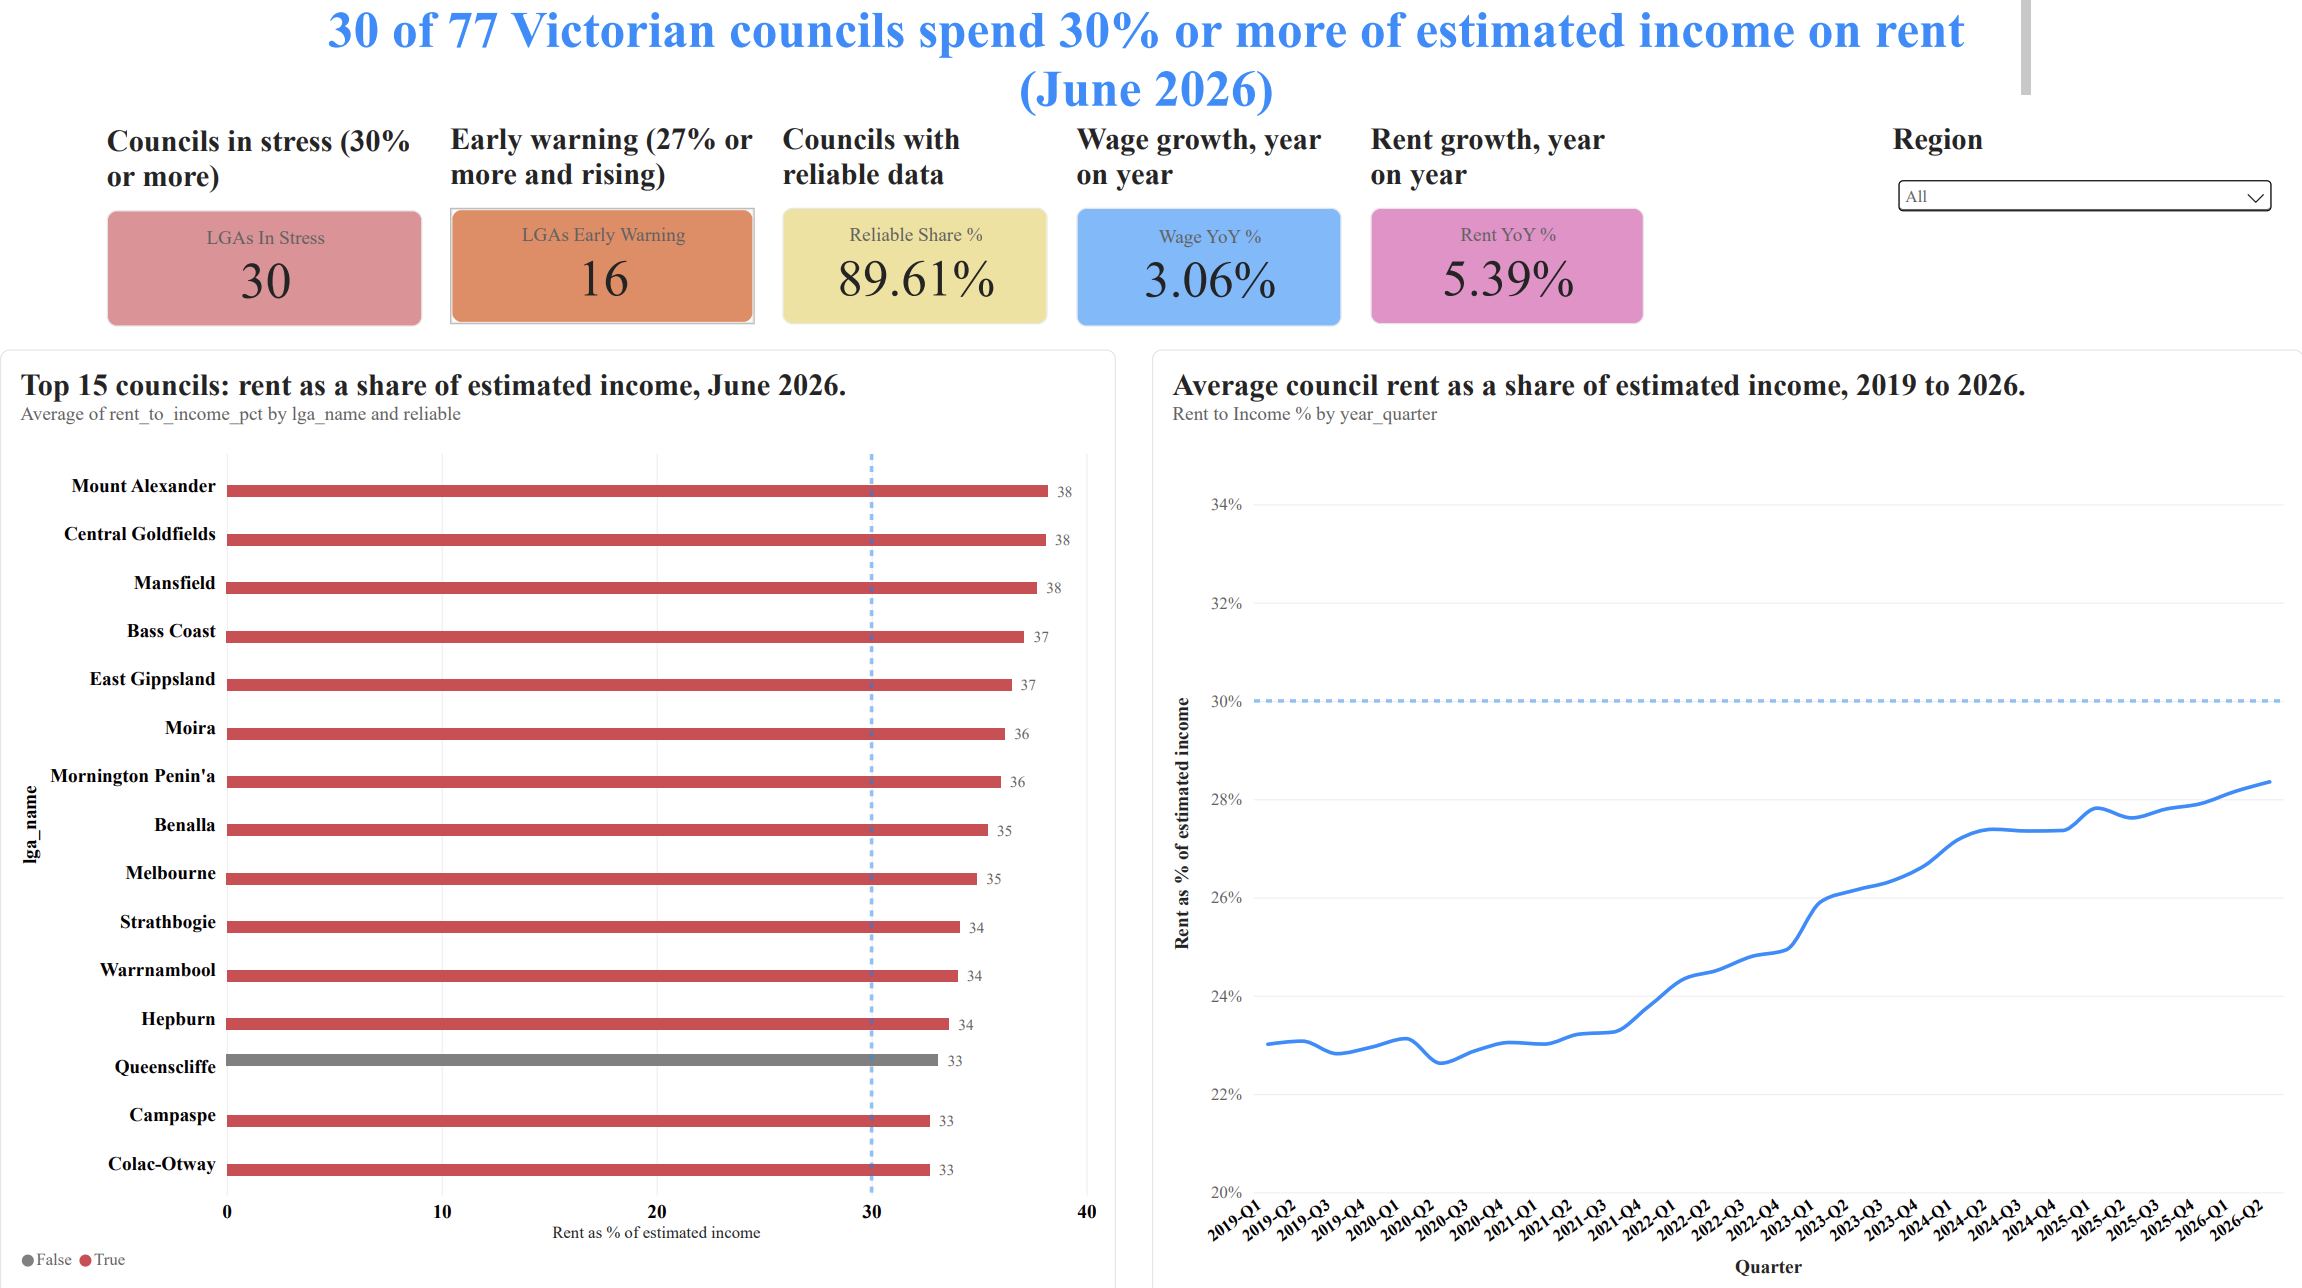 30 of 77 Victorian councils spend 30% or more of estimated income on rent
(June 2026)
Councils in stress (30%
or more)
LGAs In Stress
30
Early warning (27% or
more and rising)
LGAs Early Warning
16
Councils with
reliable data
Reliable Share %
89.61%
Wage growth, year
on year
Wage YoY %
3.06%
Rent growth, year
on year
Rent YoY %
5.39%
Region
All
Top 15 councils: rent as a share of estimated income, June 2026.
Average of rent_to_income_pct by lga_name and reliable
lga_name
Mount Alexander 38
Central Goldfields 38
Mansfield 38
Bass Coast 37
East Gippsland 37
Moira 36
Mornington Penin'a 36
Benalla 35
Melbourne 35
Strathbogie 34
Warrnambool 34
Hepburn 34
Queenscliffe 33
Campaspe 33
Colac-Otway 33
0 10 20 30 40
Rent as % of estimated income
False True
Average council rent as a share of estimated income, 2019 to 2026.
Rent to Income % by year_quarter
Rent as % of estimated income
34%
32%
30%
28%
26%
24%
22%
20%
2019-Q1 2019-Q2 2019-Q3 2019-Q4 2020-Q1 2020-Q2 2020-Q3 2020-Q4 2021-Q1 2021-Q2 2021-Q3 2021-Q4 2022-Q1 2022-Q2 2022-Q3 2022-Q4 2023-Q1 2023-Q2 2023-Q3 2023-Q4 2024-Q1 2024-Q2 2024-Q3 2024-Q4 2025-Q1 2025-Q2 2025-Q3 2025-Q4 2026-Q1 2026-Q2
Quarter